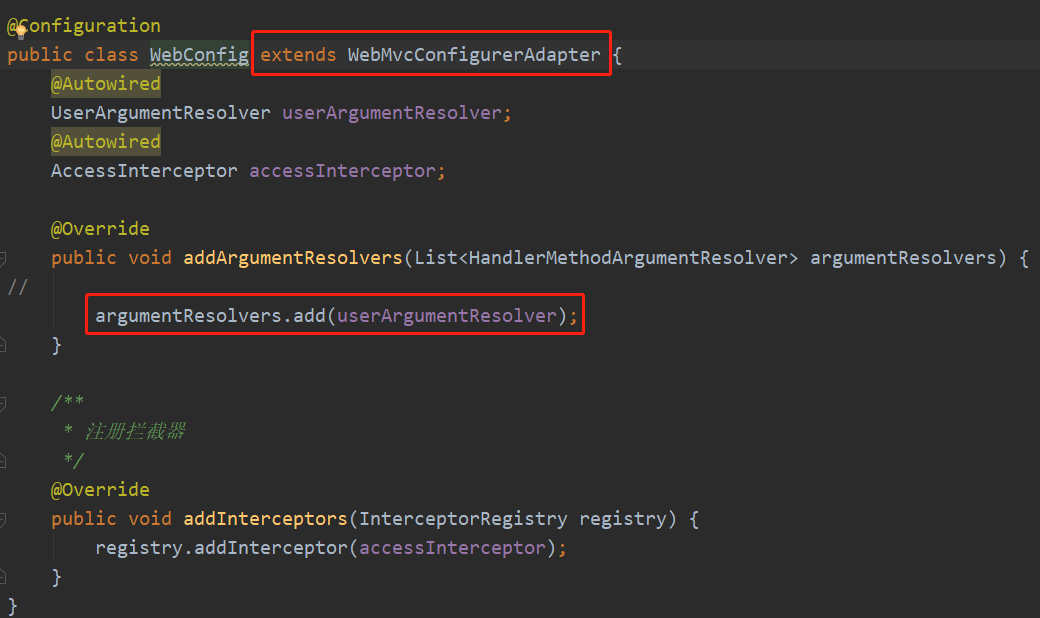 @Configuration
public class WebConfig extends WebMvcConfigurerAdapter {
@Autowired
UserArgumentResolver userArgumentResolver;
@Autowired
AccessInterceptor accessInterceptor;
@Override
public void addArgumentResolvers(List<HandlerMethodArgumentResolver> argumentResolvers) {
//
argumentResolvers.add(userArgumentResolver);
}
/**
* 注册拦截器
*/
@Override
public void addInterceptors(InterceptorRegistry registry) {
registry.addInterceptor(accessInterceptor);
}
}